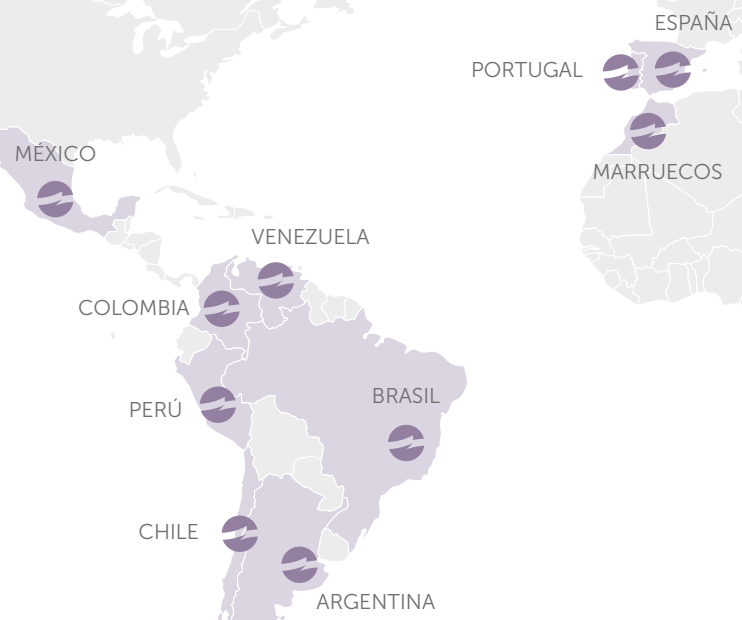 ESPAÑA
PORTUGAL
MÉXICO
MARRUECOS
VENEZUELA
COLOMBIA
BRASIL
PERÚ
CHILE
ARGENTINA